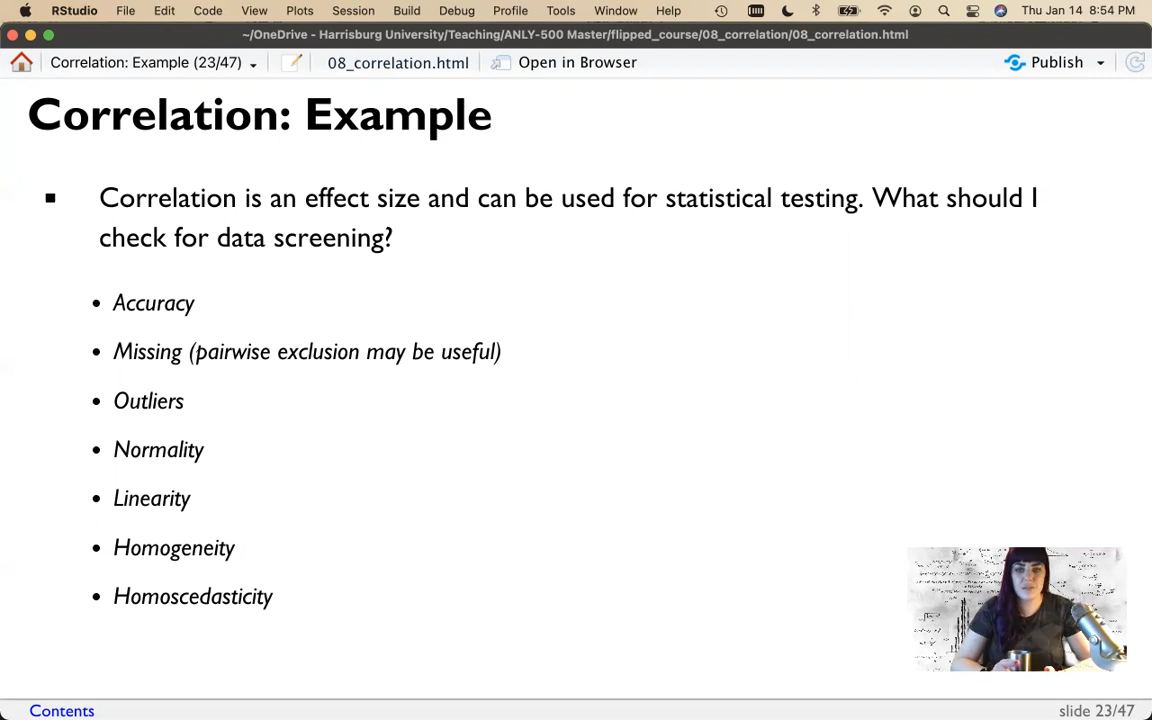 RStudio File Edit Code View Plots Session Build Debug Profile Tools Window Help Thu Jan 14 8:54 PM
~/OneDrive - Harrisburg University/Teaching/ANLY-500 Master/flipped_course/08_correlation/08_correlation.html
Correlation: Example (23/47) 08_correlation.html Open in Browser Publish
Correlation: Example
▪ Correlation is an effect size and can be used for statistical testing. What should I
check for data screening?
• Accuracy
• Missing (pairwise exclusion may be useful)
• Outliers
• Normality
• Linearity
• Homogeneity
• Homoscedasticity
Contents slide 23/47